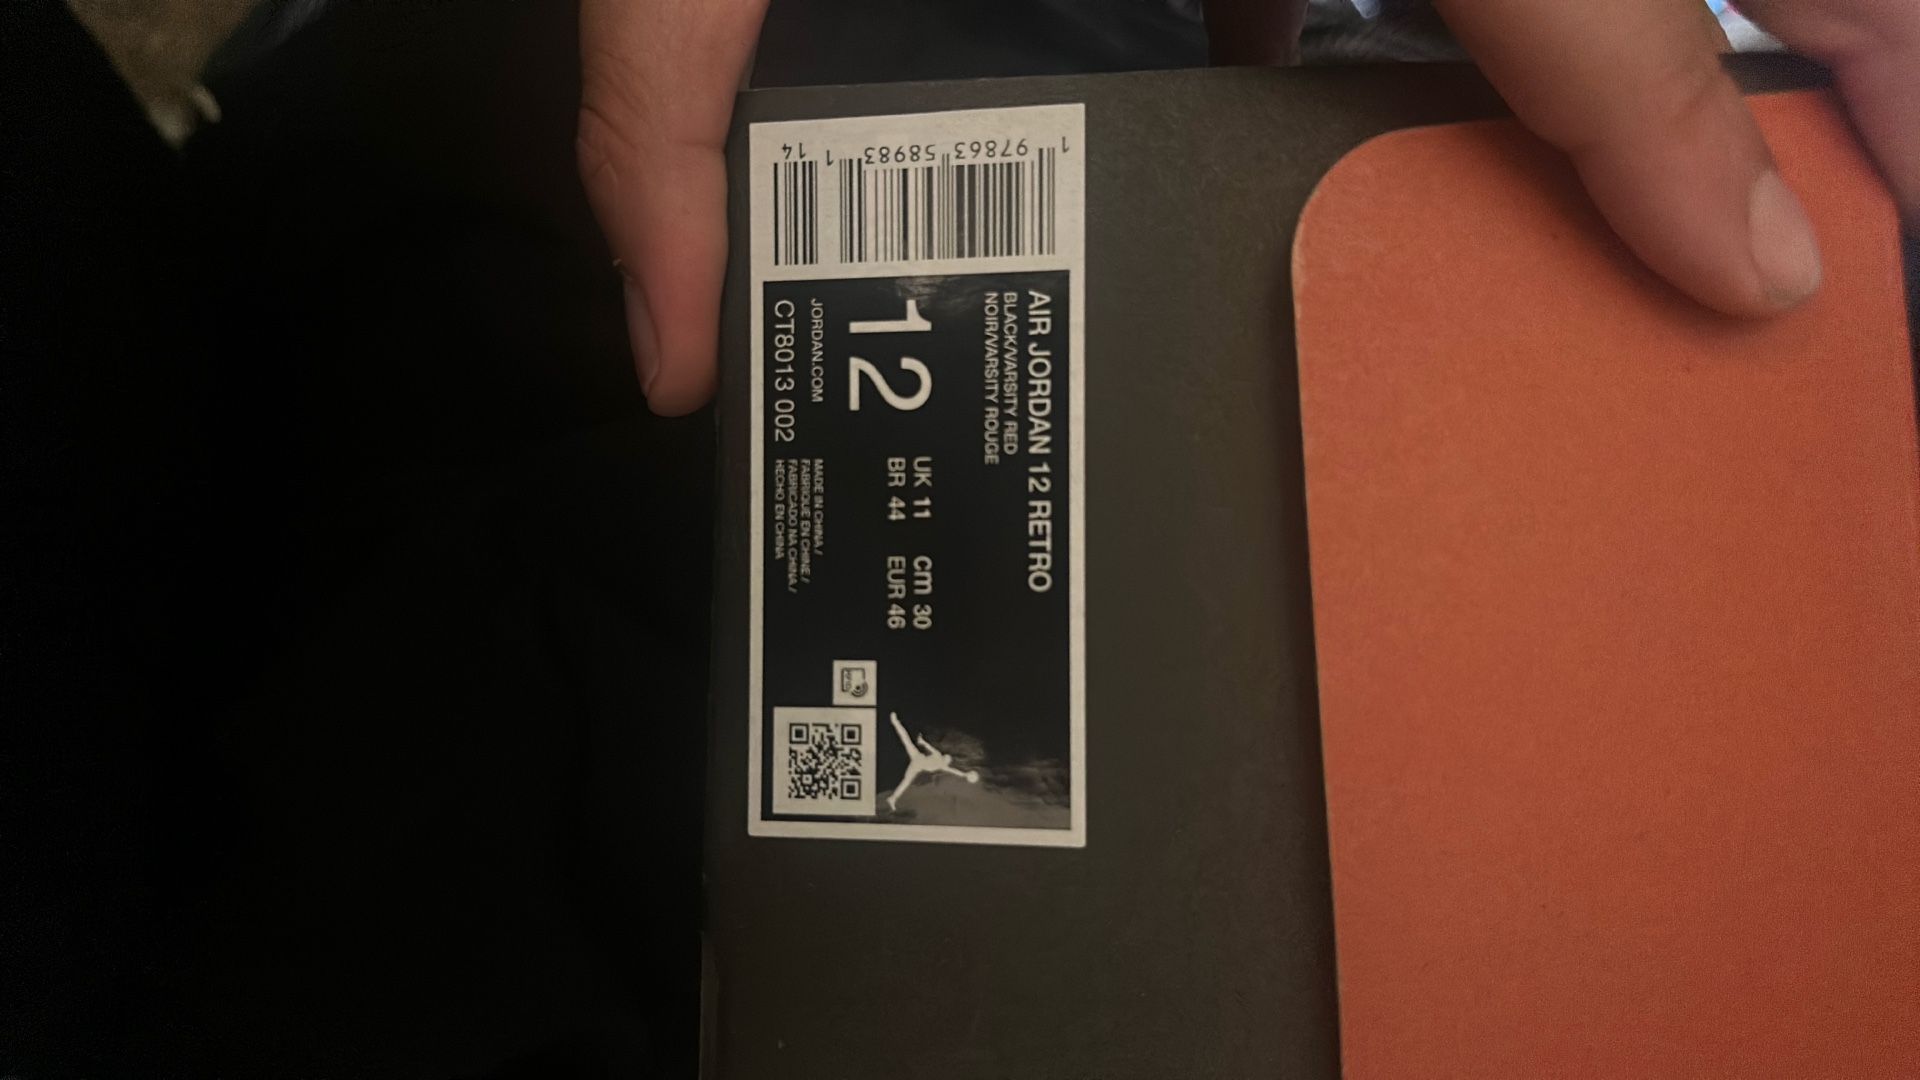 AIR JORDAN 12 RETRO
BLACK/VARSITY RED
NOIR/VARSITY ROUGE
12
UK 11 cm 30
BR 44 EUR 46
JORDAN.COM
CT8013 002
MADE IN CHINA /
FABRIQUE EN CHINE /
FABRICADO NA CHINA /
HECHO EN CHINA
1 97863 58983 1 14